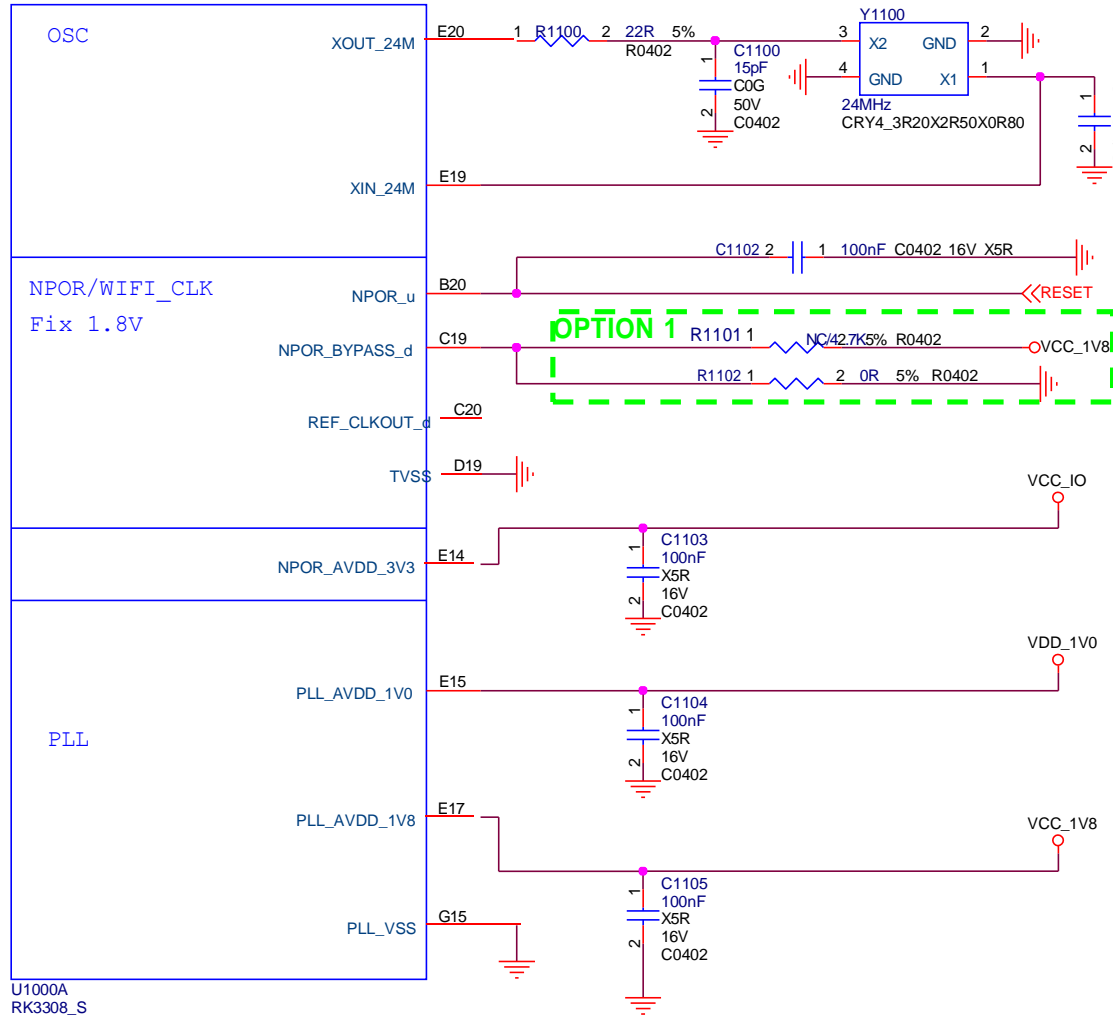 OSC
XOUT_24M
E20
1
R1100
2
22R 5%
R0402
1
2
C1100
15pF
C0G
50V
C0402
Y1100
3
X2
GND
2
4
GND
X1
1
24MHz
CRY4_3R20X2R50X0R80
1
2
XIN_24M
E19
NPOR/WIFI_CLK
Fix 1.8V
C1102 2
1 100nF C0402 16V X5R
NPOR_u
B20
RESET
OPTION 1
NPOR_BYPASS_d
C19
R1101 1
5% R0402
VCC_1V8
R1102 1
2 0R 5% R0402
REF_CLKOUT_d
C20
TVSS
D19
VCC_IO
NPOR_AVDD_3V3
E14
1
2
C1103
100nF
X5R
16V
C0402
VDD_1V0
PLL
PLL_AVDD_1V0
E15
1
2
C1104
100nF
X5R
16V
C0402
VCC_1V8
PLL_AVDD_1V8
E17
1
2
C1105
100nF
X5R
16V
C0402
PLL_VSS
G15
U1000A
RK3308_S